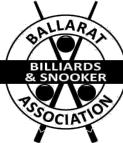 BALLARAT
BILLIARDS
& SNOOKER
ASSOCIATION